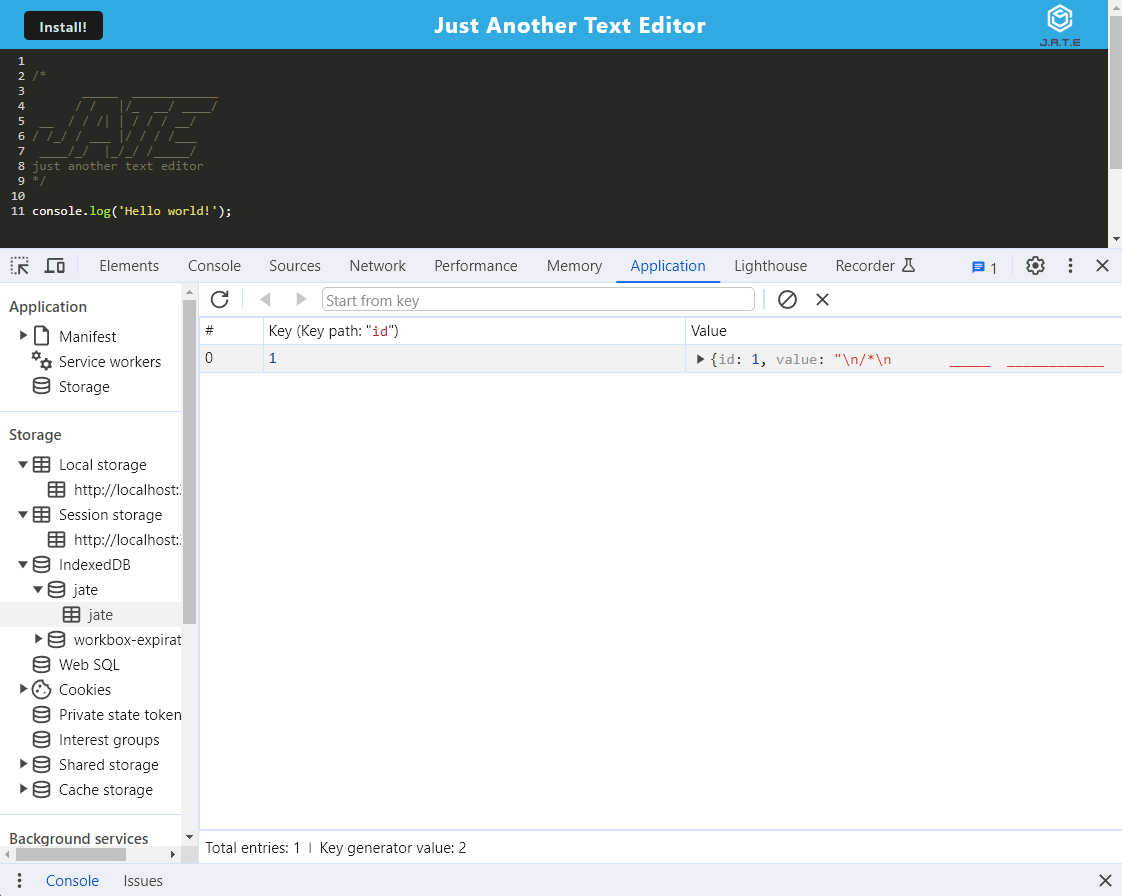 Install!
Just Another Text Editor
J.A.T.E
1
2 /*
3         _____  ____________
4        / /   |/_  __/ ____/
5   __  / / /| | / / / __/
6 / /_/ / ___ |/ / / /___
7  ____/_/  |_/_/ /_____/
8 just another text editor
9 */
10
11 console.log('Hello world!');
Elements Console Sources Network Performance Memory Application Lighthouse Recorder 1
Application
Manifest
Service workers
Storage
Storage
Local storage
http://localhost:
Session storage
http://localhost:
IndexedDB
jate
jate
workbox-expirat
Web SQL
Cookies
Private state token
Interest groups
Shared storage
Cache storage
Background services
Start from key
# Key (Key path: "id") Value
0 1 {id: 1, value: "\n/*\n        _____  ____________
Total entries: 1 | Key generator value: 2
Console Issues